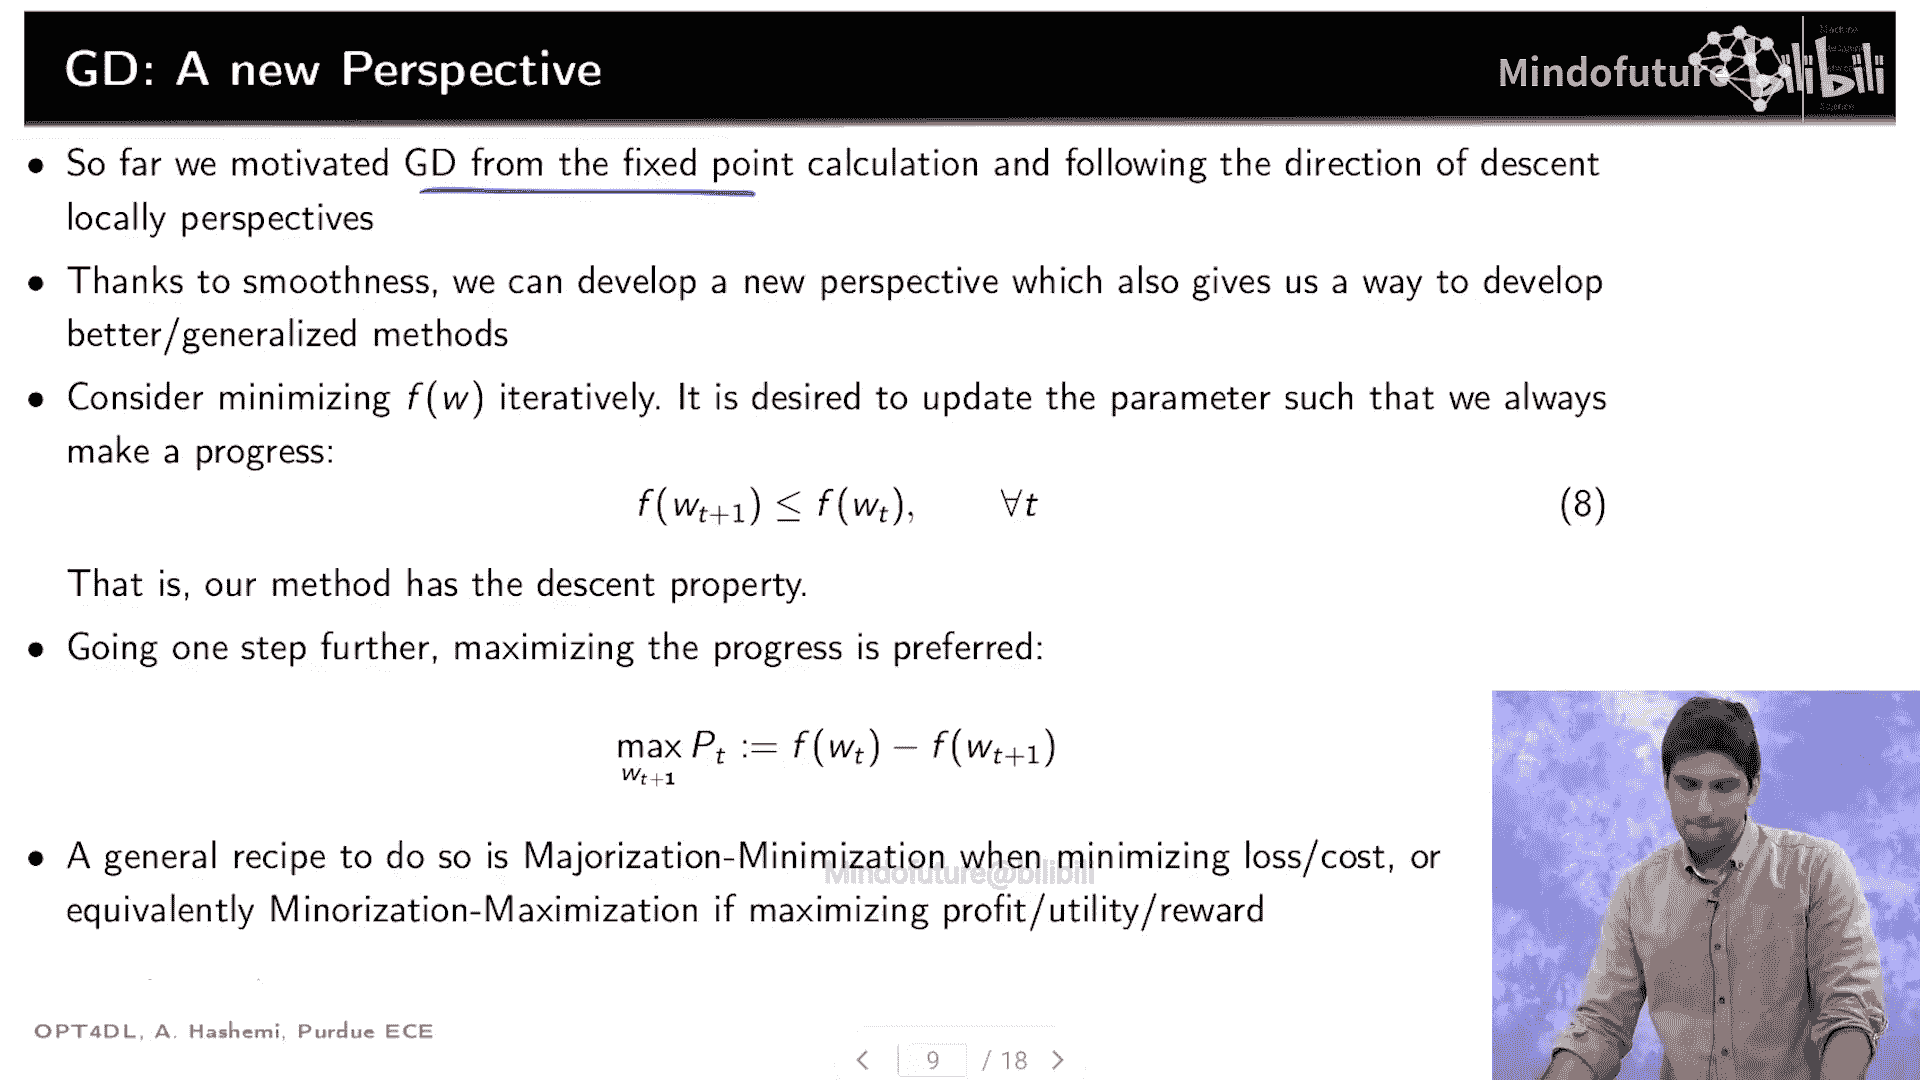 GD: A new Perspective
Mindofuture
bilibili
• So far we motivated GD from the fixed point calculation and following the direction of descent
locally perspectives
• Thanks to smoothness, we can develop a new perspective which also gives us a way to develop
better/generalized methods
• Consider minimizing f(w) iteratively. It is desired to update the parameter such that we always
make a progress:
f(w_{t+1}) ≤ f(w_t), ∀t (8)
That is, our method has the descent property.
• Going one step further, maximizing the progress is preferred:
max_{w_{t+1}} P_t := f(w_t) − f(w_{t+1})
• A general recipe to do so is Majorization-Minimization when minimizing loss/cost, or
Mindofuture@bilibili
equivalently Minorization-Maximization if maximizing profit/utility/reward
OPT4DL, A. Hashemi, Purdue ECE
9 / 18